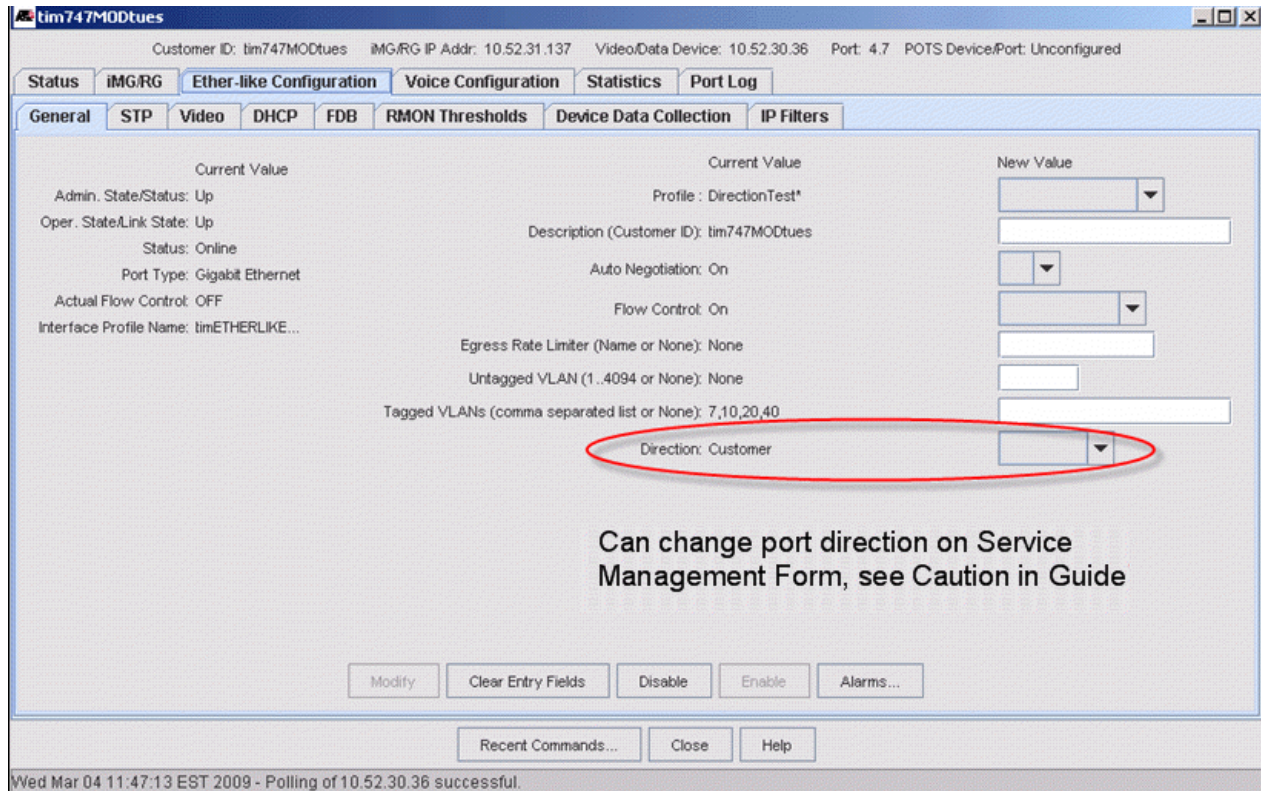 tim747MODtues
Customer ID: tim747MODtues iMG/RG IP Addr: 10.52.31.137 Video/Data Device: 10.52.30.36 Port: 4.7 POTS Device/Port: Unconfigured
Status iMG/RG Ether-like Configuration Voice Configuration Statistics Port Log
General STP Video DHCP FDB RMON Thresholds Device Data Collection IP Filters
Current Value
Admin. State/Status: Up
Oper. State/Link State: Up
Status: Online
Port Type: Gigabit Ethernet
Actual Flow Control: OFF
Interface Profile Name: timETHERLIKE...
Current Value New Value
Profile : DirectionTest*
Description (Customer ID): tim747MODtues
Auto Negotiation: On
Flow Control: On
Egress Rate Limiter (Name or None): None
Untagged VLAN (1..4094 or None): None
Tagged VLANs (comma separated list or None): 7,10,20,40
Direction: Customer
Can change port direction on Service
Management Form, see Caution in Guide
Modify Clear Entry Fields Disable Enable Alarms...
Recent Commands... Close Help
Wed Mar 04 11:47:13 EST 2009 - Polling of 10.52.30.36 successful.